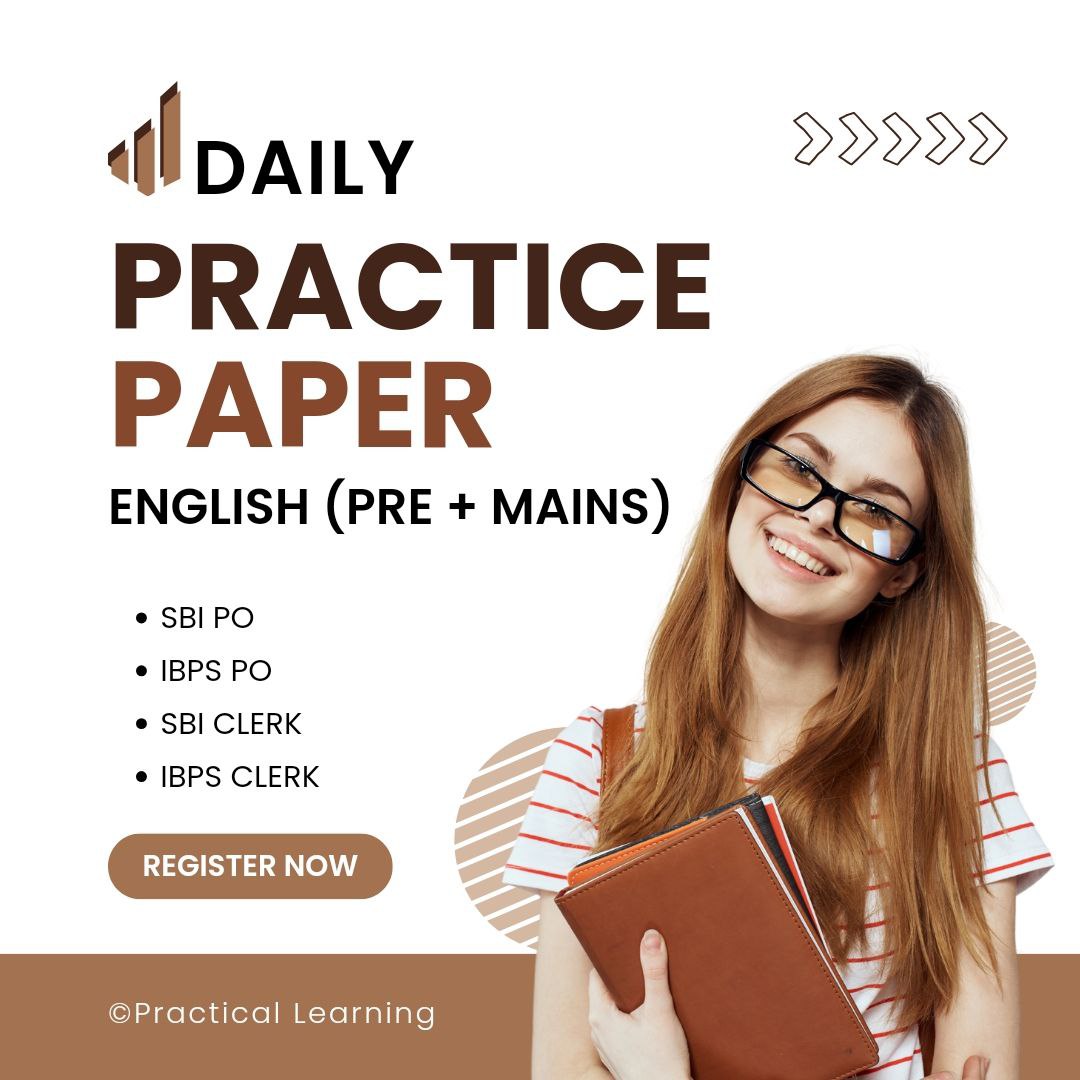 DAILY
PRACTICE
PAPER
ENGLISH (PRE + MAINS)
• SBI PO
• IBPS PO
• SBI CLERK
• IBPS CLERK
REGISTER NOW
©Practical Learning